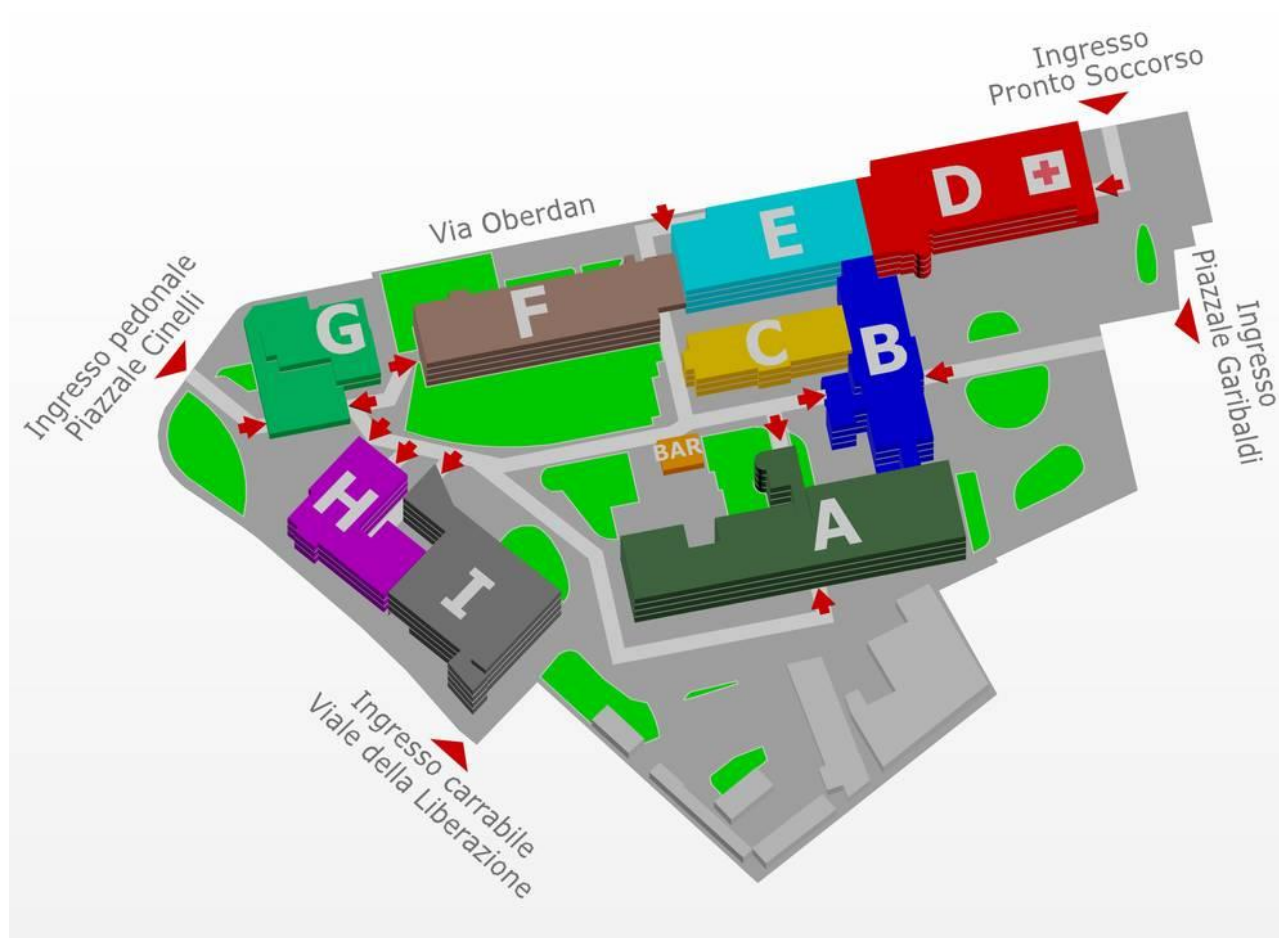 Ingresso
Pronto Soccorso
Via Oberdan
Ingresso pedonale
Piazzale Cinelli
Ingresso
Piazzale Garibaldi
D
E
F
G
C
B
BAR
A
H
I
Ingresso carrabile
Viale della Liberazione